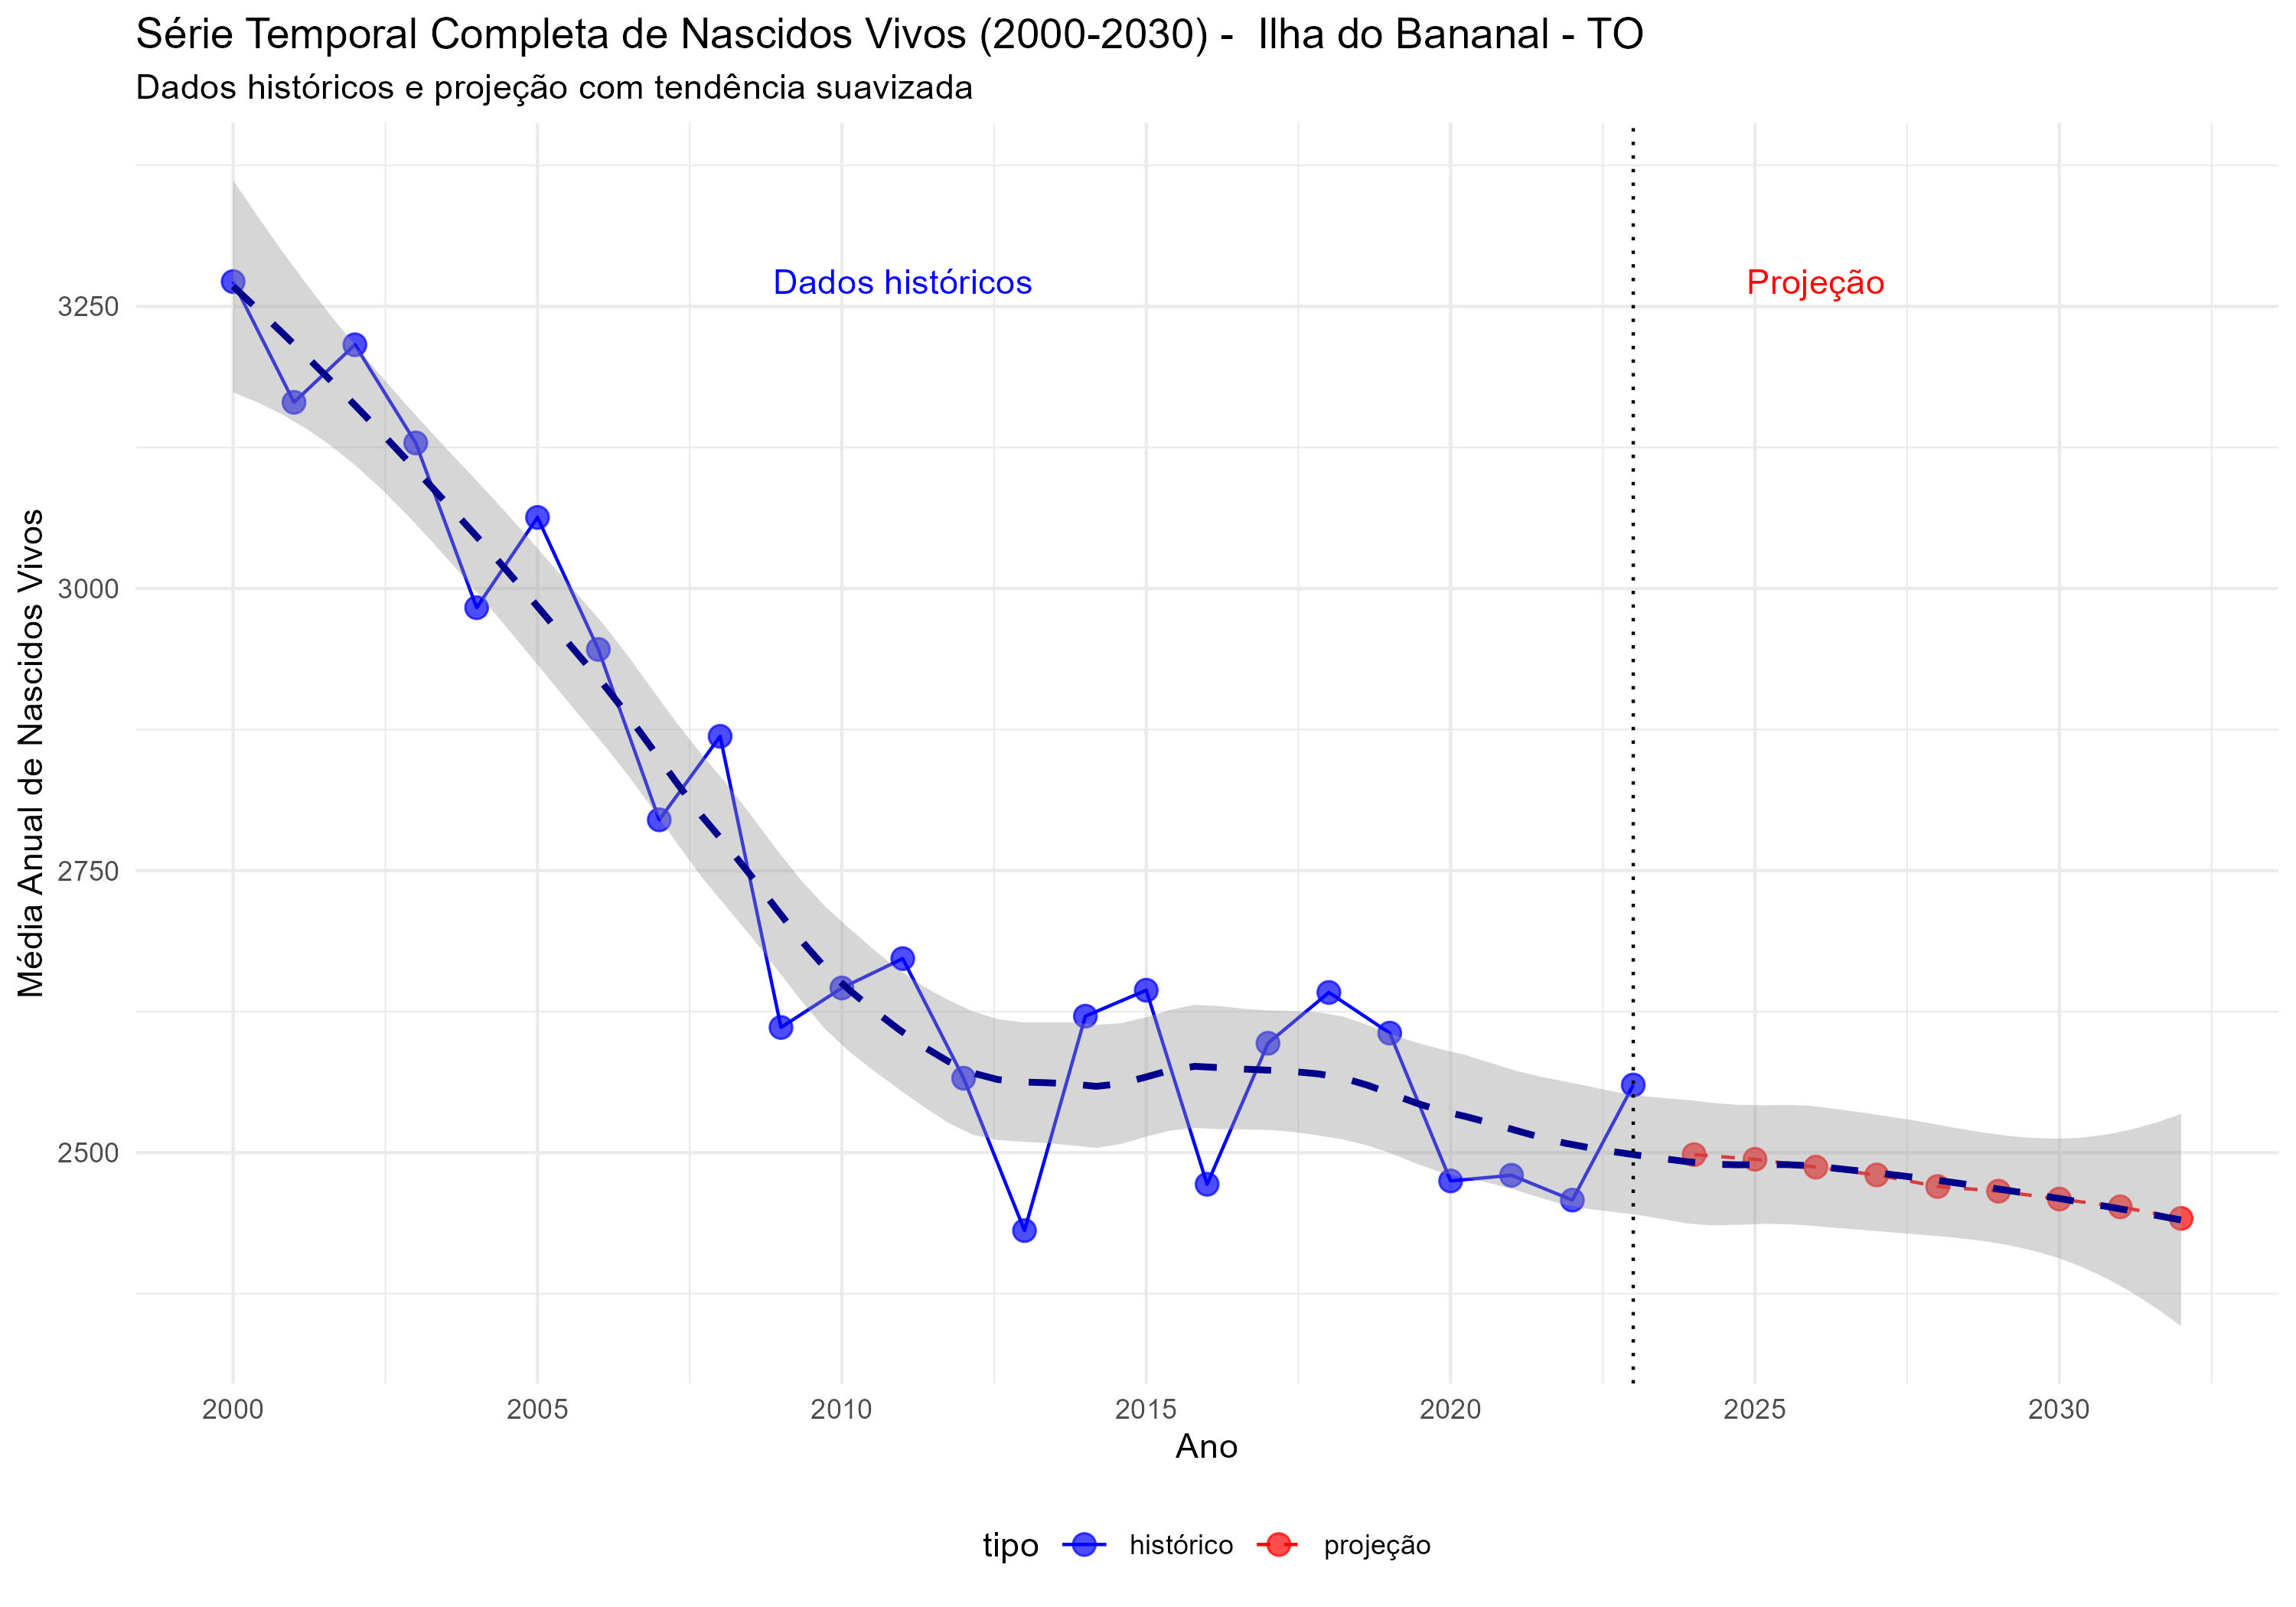 Série Temporal Completa de Nascidos Vivos (2000-2030) -  Ilha do Bananal - TO
Dados históricos e projeção com tendência suavizada
Dados históricos
Projeção
Média Anual de Nascidos Vivos
3250
3000
2750
2500
2000 2005 2010 2015 2020 2025 2030
Ano
tipo histórico projeção